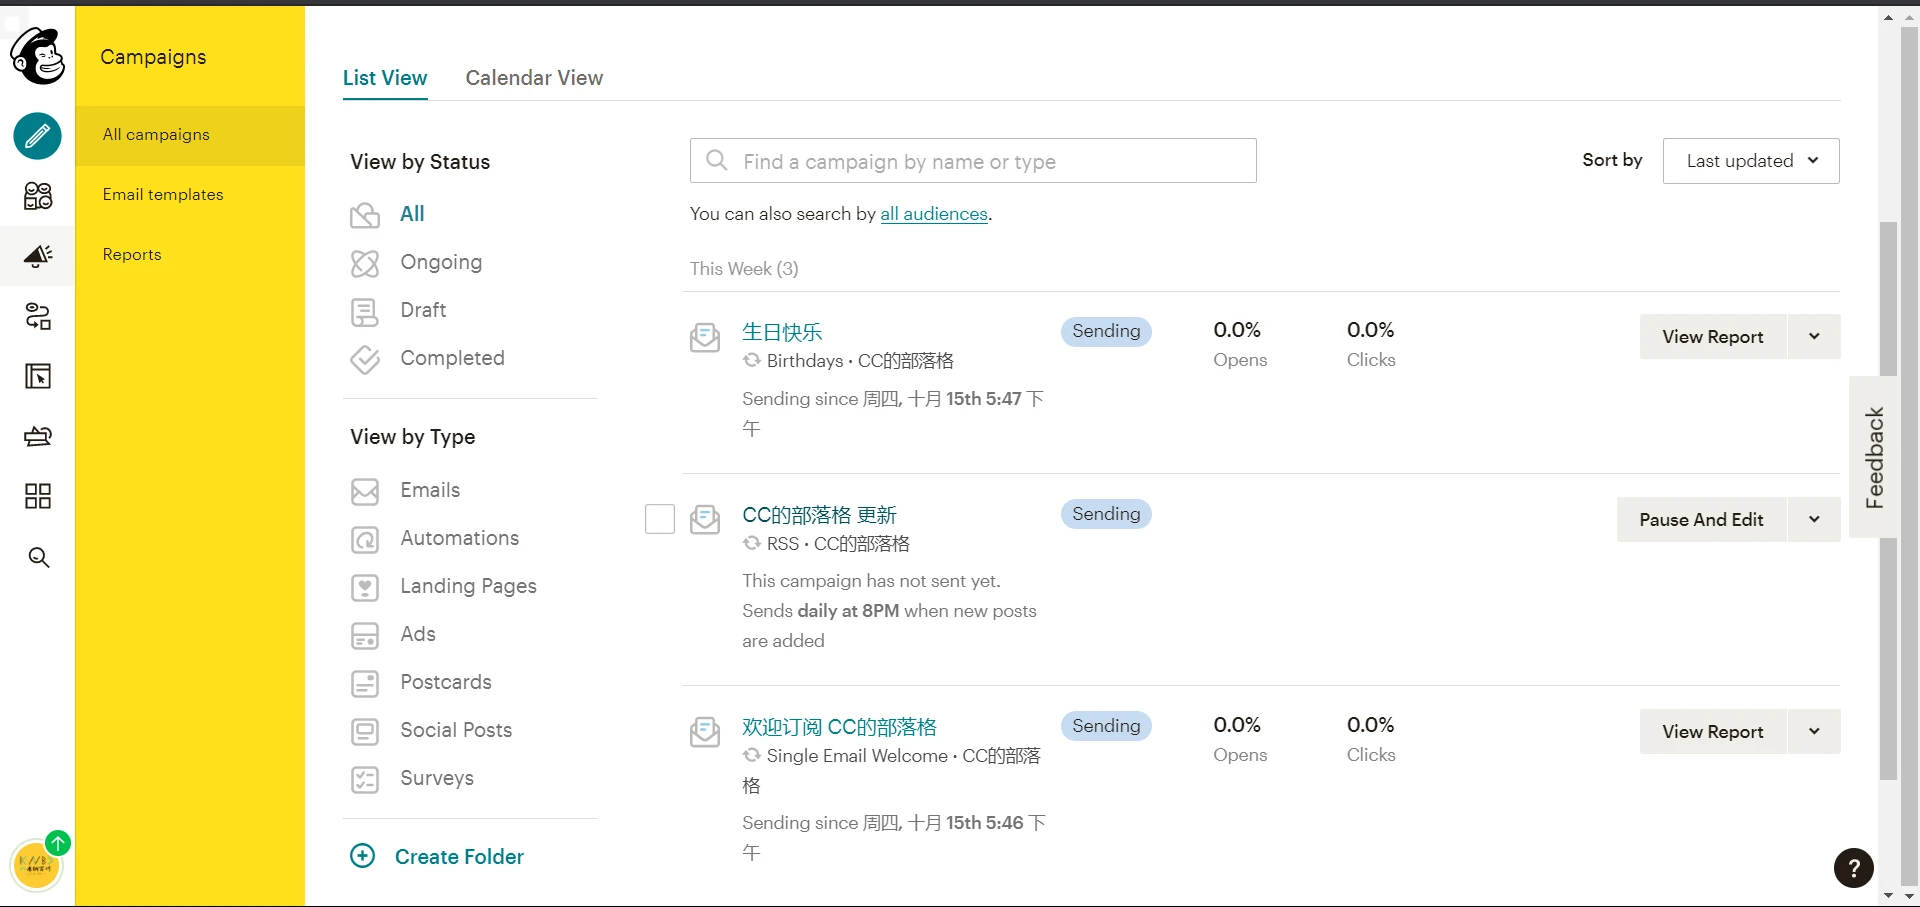 Campaigns
All campaigns
Email templates
Reports
List View
Calendar View
View by Status
All
Ongoing
Draft
Completed
View by Type
Emails
Automations
Landing Pages
Ads
Postcards
Social Posts
Surveys
Create Folder
Find a campaign by name or type
Sort by
Last updated
You can also search by all audiences.
This Week (3)
生日快乐
Sending
0.0%
0.0%
View Report
Birthdays · CC的部落格
Opens
Clicks
Sending since 周四, 十月 15th 5:47 下
午
CC的部落格 更新
Sending
Pause And Edit
RSS · CC的部落格
This campaign has not sent yet.
Sends daily at 8PM when new posts
are added
欢迎订阅 CC的部落格
Sending
0.0%
0.0%
View Report
Single Email Welcome · CC的部落
格
Opens
Clicks
Sending since 周四, 十月 15th 5:46 下
午
Feedback
?